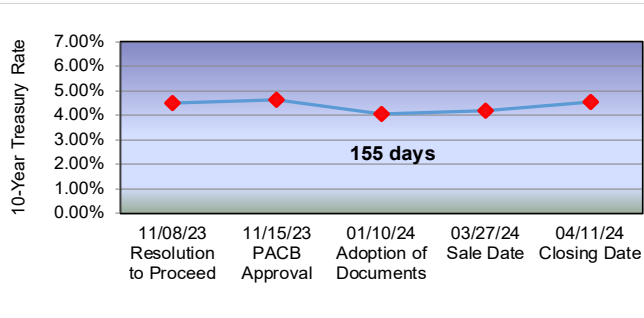 10-Year Treasury Rate
7.00%
6.00%
5.00%
4.00%
3.00%
2.00%
1.00%
0.00%
155 days
11/08/23
Resolution
to Proceed
11/15/23
PACB
Approval
01/10/24
Adoption of
Documents
03/27/24
Sale Date
04/11/24
Closing Date